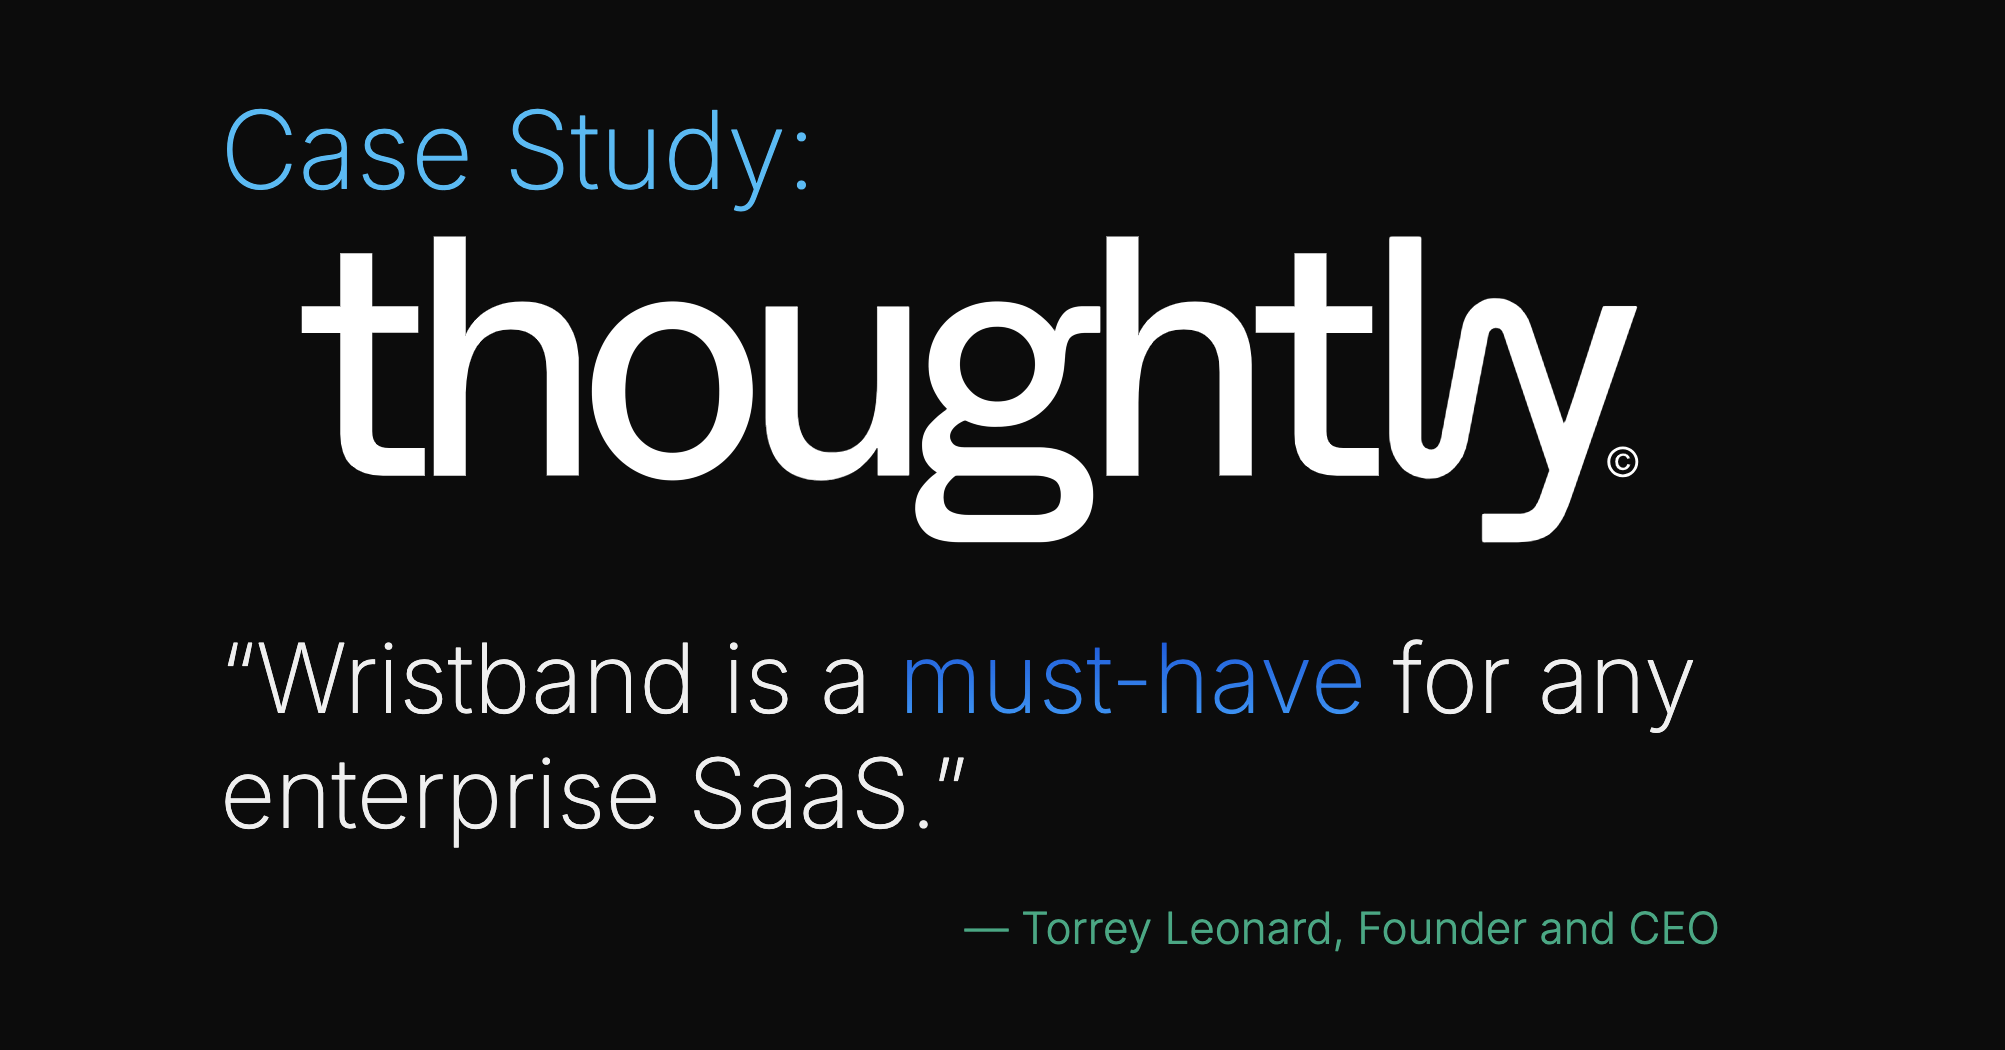 Case Study:
thoughtly©
“Wristband is a must-have for any
enterprise SaaS.”
— Torrey Leonard, Founder and CEO